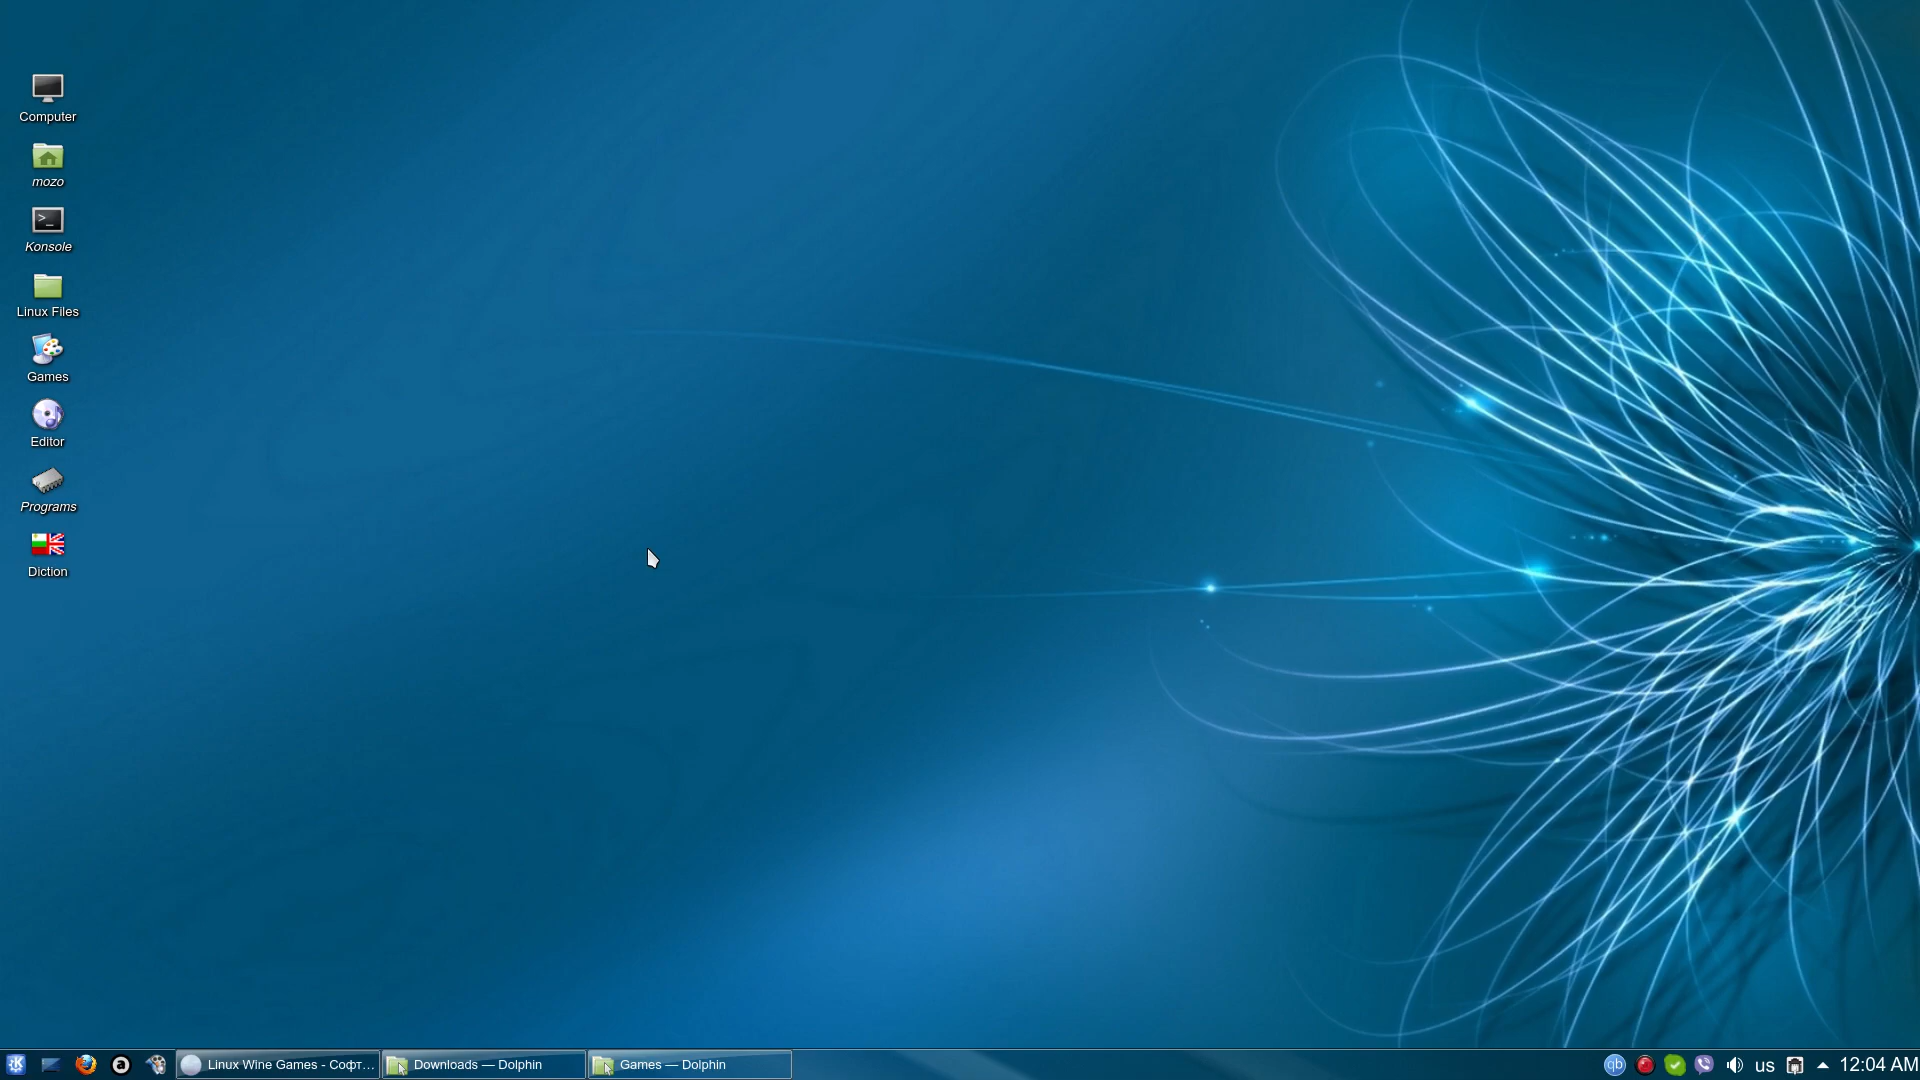 Computer
mozo
Konsole
Linux Files
Games
Editor
Programs
Diction
Linux Wine Games - Софт...
Downloads — Dolphin
Games — Dolphin
qb
us
12:04 AM